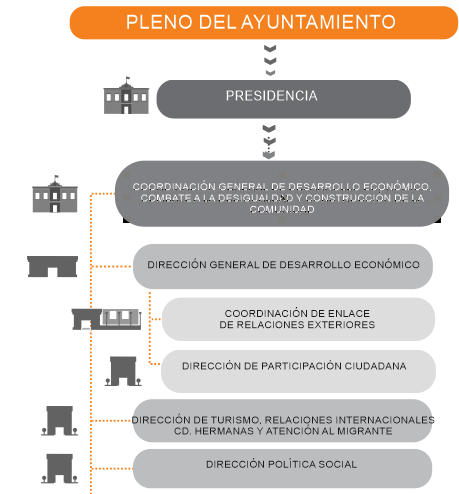 PLENO DEL AYUNTAMIENTO
PRESIDENCIA
COORDINACIÓN GENERAL DE DESARROLLO ECONÓMICO,
COMBATE A LA DESIGUALDAD Y CONSTRUCCION DE LA
COMUNIDAD
DIRECCIÓN GENERAL DE DESARROLLO ECONÓMICO
COORDINACIÓN DE ENLACE
DE RELACIONES EXTERIORES
DIRECCIÓN DE PARTICIPACIÓN CIUDADANA
DIRECCIÓN DE TURISMO, RELACIONES INTERNACIONALES
CD. HERMANAS Y ATENCIÓN AL MIGRANTE
DIRECCIÓN POLÍTICA SOCIAL